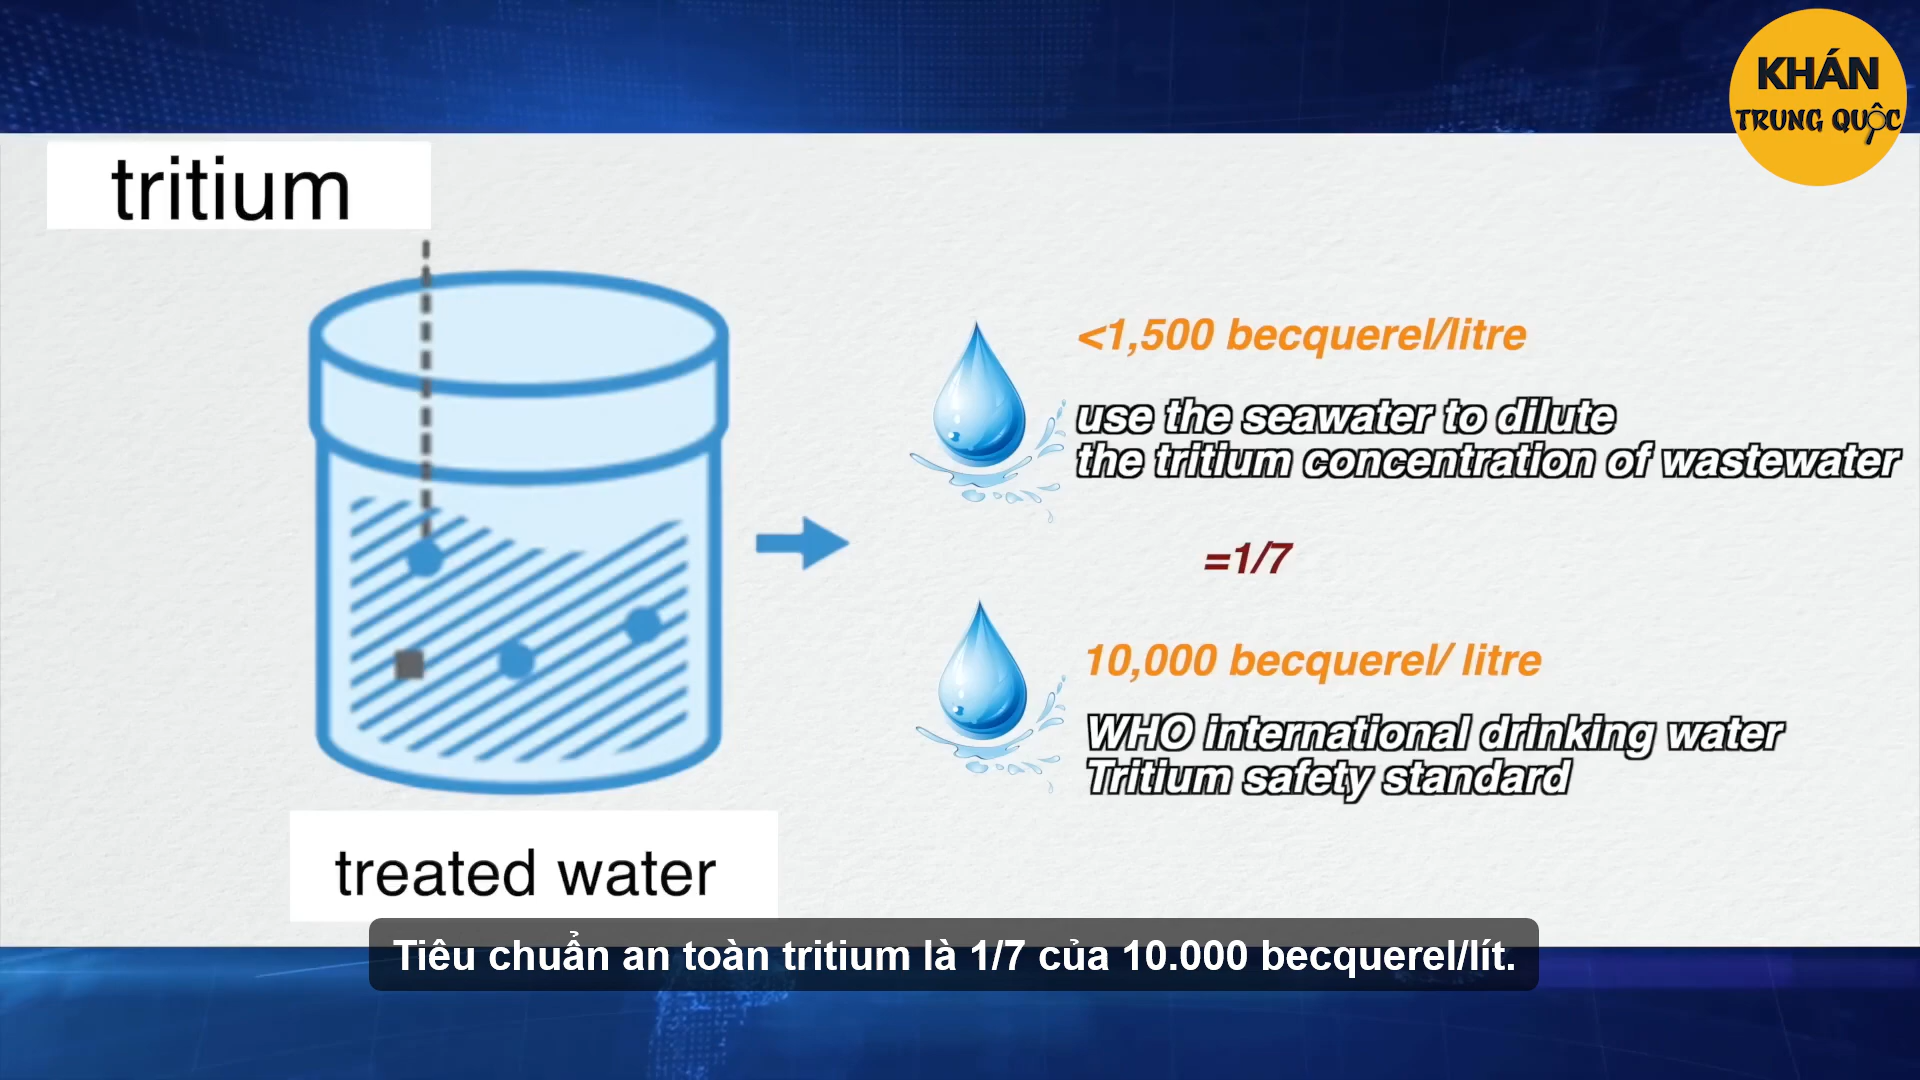 KHÁN
TRUNG QUỐC
tritium
<1,500 becquerel/litre
use the seawater to dilute
the tritium concentration of wastewater
=1/7
10,000 becquerel/ litre
WHO international drinking water
Tritium safety standard
treated water
Tiêu chuẩn an toàn tritium là 1/7 của 10.000 becquerel/lít.